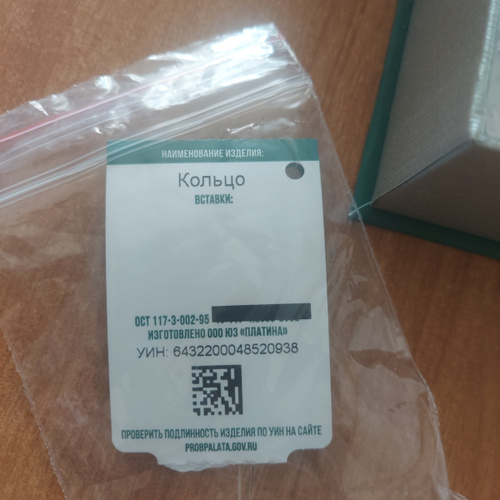 НАИМЕНОВАНИЕ ИЗДЕЛИЯ:
Кольцо
ВСТАВКИ:
ОСТ 117-3-002-95
ИЗГОТОВЛЕНО ООО ЮЗ «ПЛАТИНА»
УИН: 6432200048520938
ПРОВЕРИТЬ ПОДЛИННОСТЬ ИЗДЕЛИЯ ПО УИН НА САЙТЕ
PROBPALATA.GOV.RU